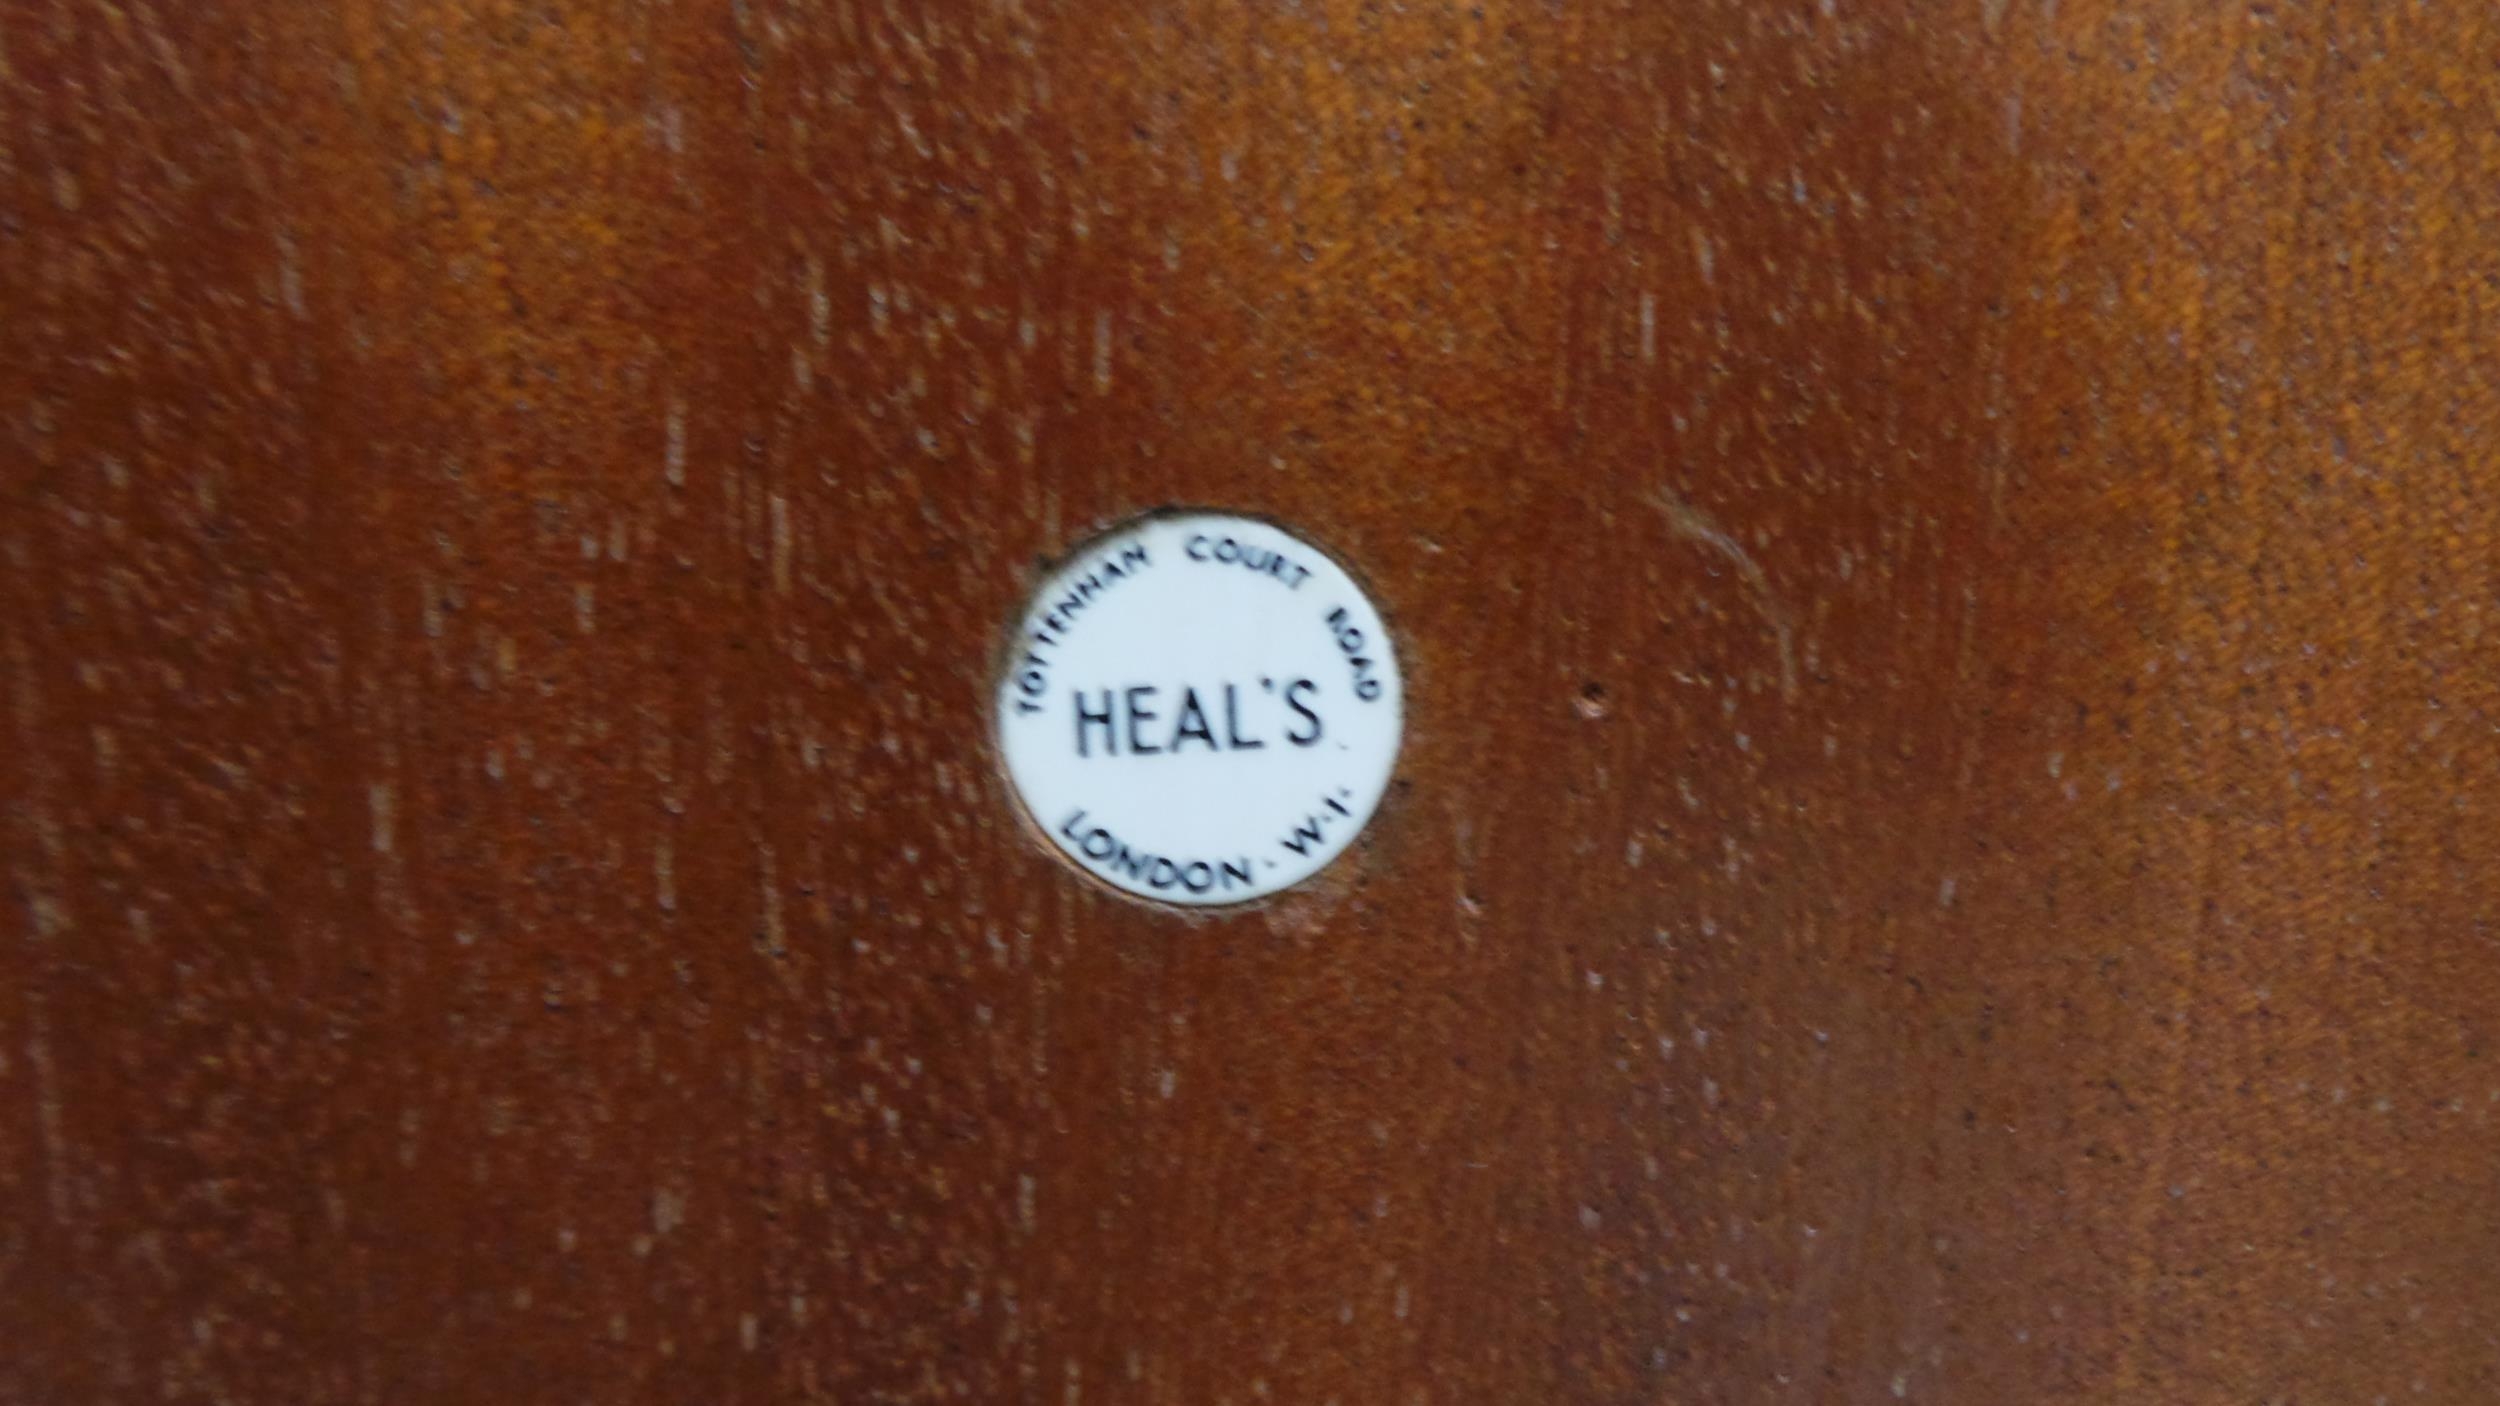 TOTTENHAM COURT ROAD
HEAL'S
LONDON · W·1·